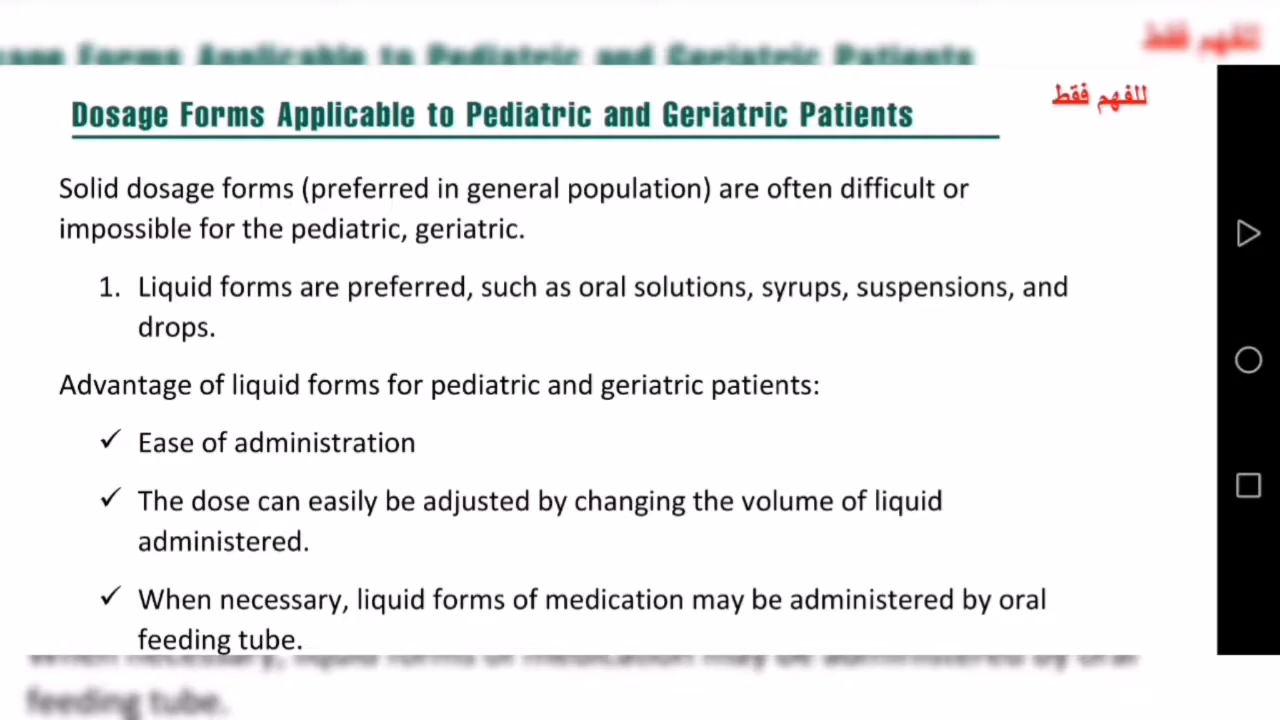 للفهم فقط
Dosage Forms Applicable to Pediatric and Geriatric Patients
للفهم فقط
Solid dosage forms (preferred in general population) are often difficult or
impossible for the pediatric, geriatric.
1. Liquid forms are preferred, such as oral solutions, syrups, suspensions, and
drops.
Advantage of liquid forms for pediatric and geriatric patients:
✓ Ease of administration
✓ The dose can easily be adjusted by changing the volume of liquid
administered.
✓ When necessary, liquid forms of medication may be administered by oral
feeding tube.
feeding tube.